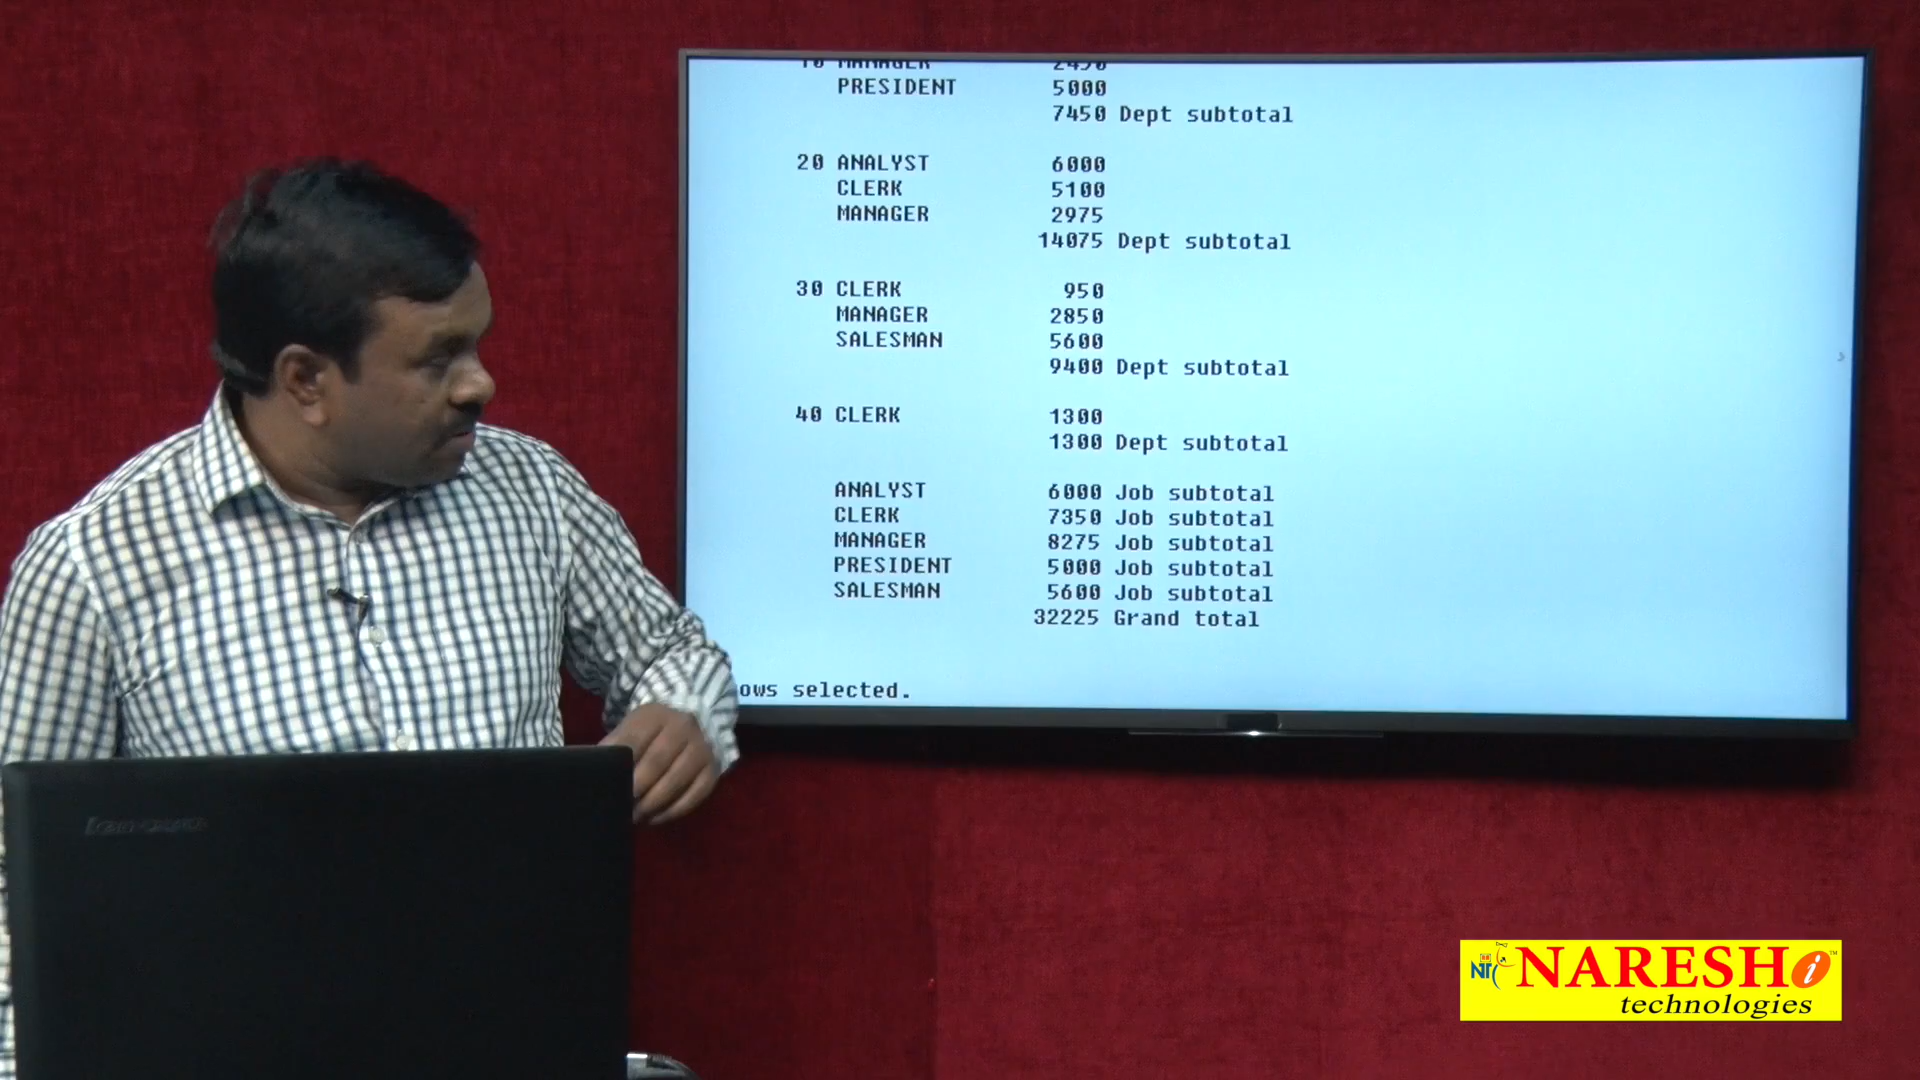 10 MANAGER 2450
PRESIDENT 5000
7450 Dept subtotal
20 ANALYST 6000
CLERK 5100
MANAGER 2975
14075 Dept subtotal
30 CLERK 950
MANAGER 2850
SALESMAN 5600
9400 Dept subtotal
40 CLERK 1300
1300 Dept subtotal
ANALYST 6000 Job subtotal
CLERK 7350 Job subtotal
MANAGER 8275 Job subtotal
PRESIDENT 5000 Job subtotal
SALESMAN 5600 Job subtotal
32225 Grand total
ows selected.
NARESH i
technologies